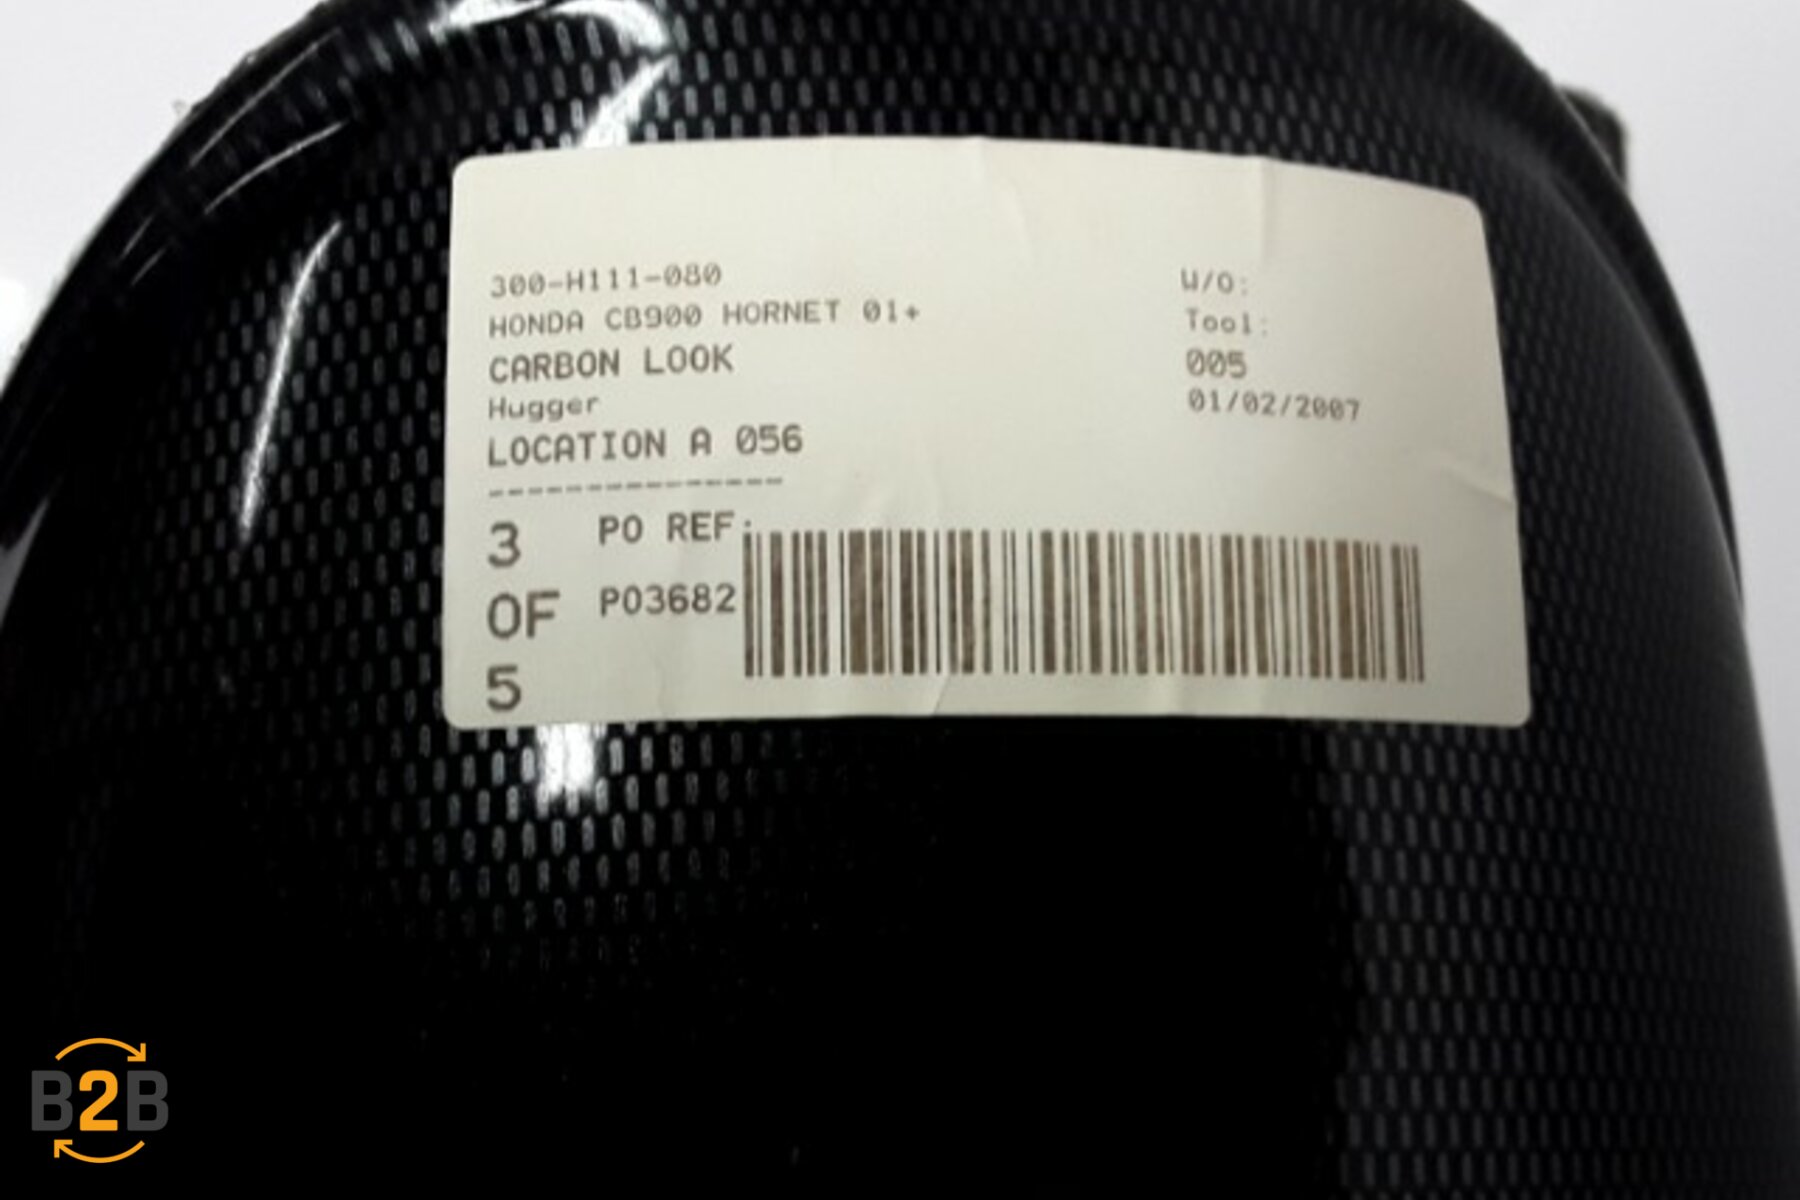 300-H111-080
HONDA CB900 HORNET 01+
CARBON LOOK
Hugger
LOCATION A 056
---------------
W/O:
Tool:
005
01/02/2007
3 OF 5
PO REF:
PO3682
B2B